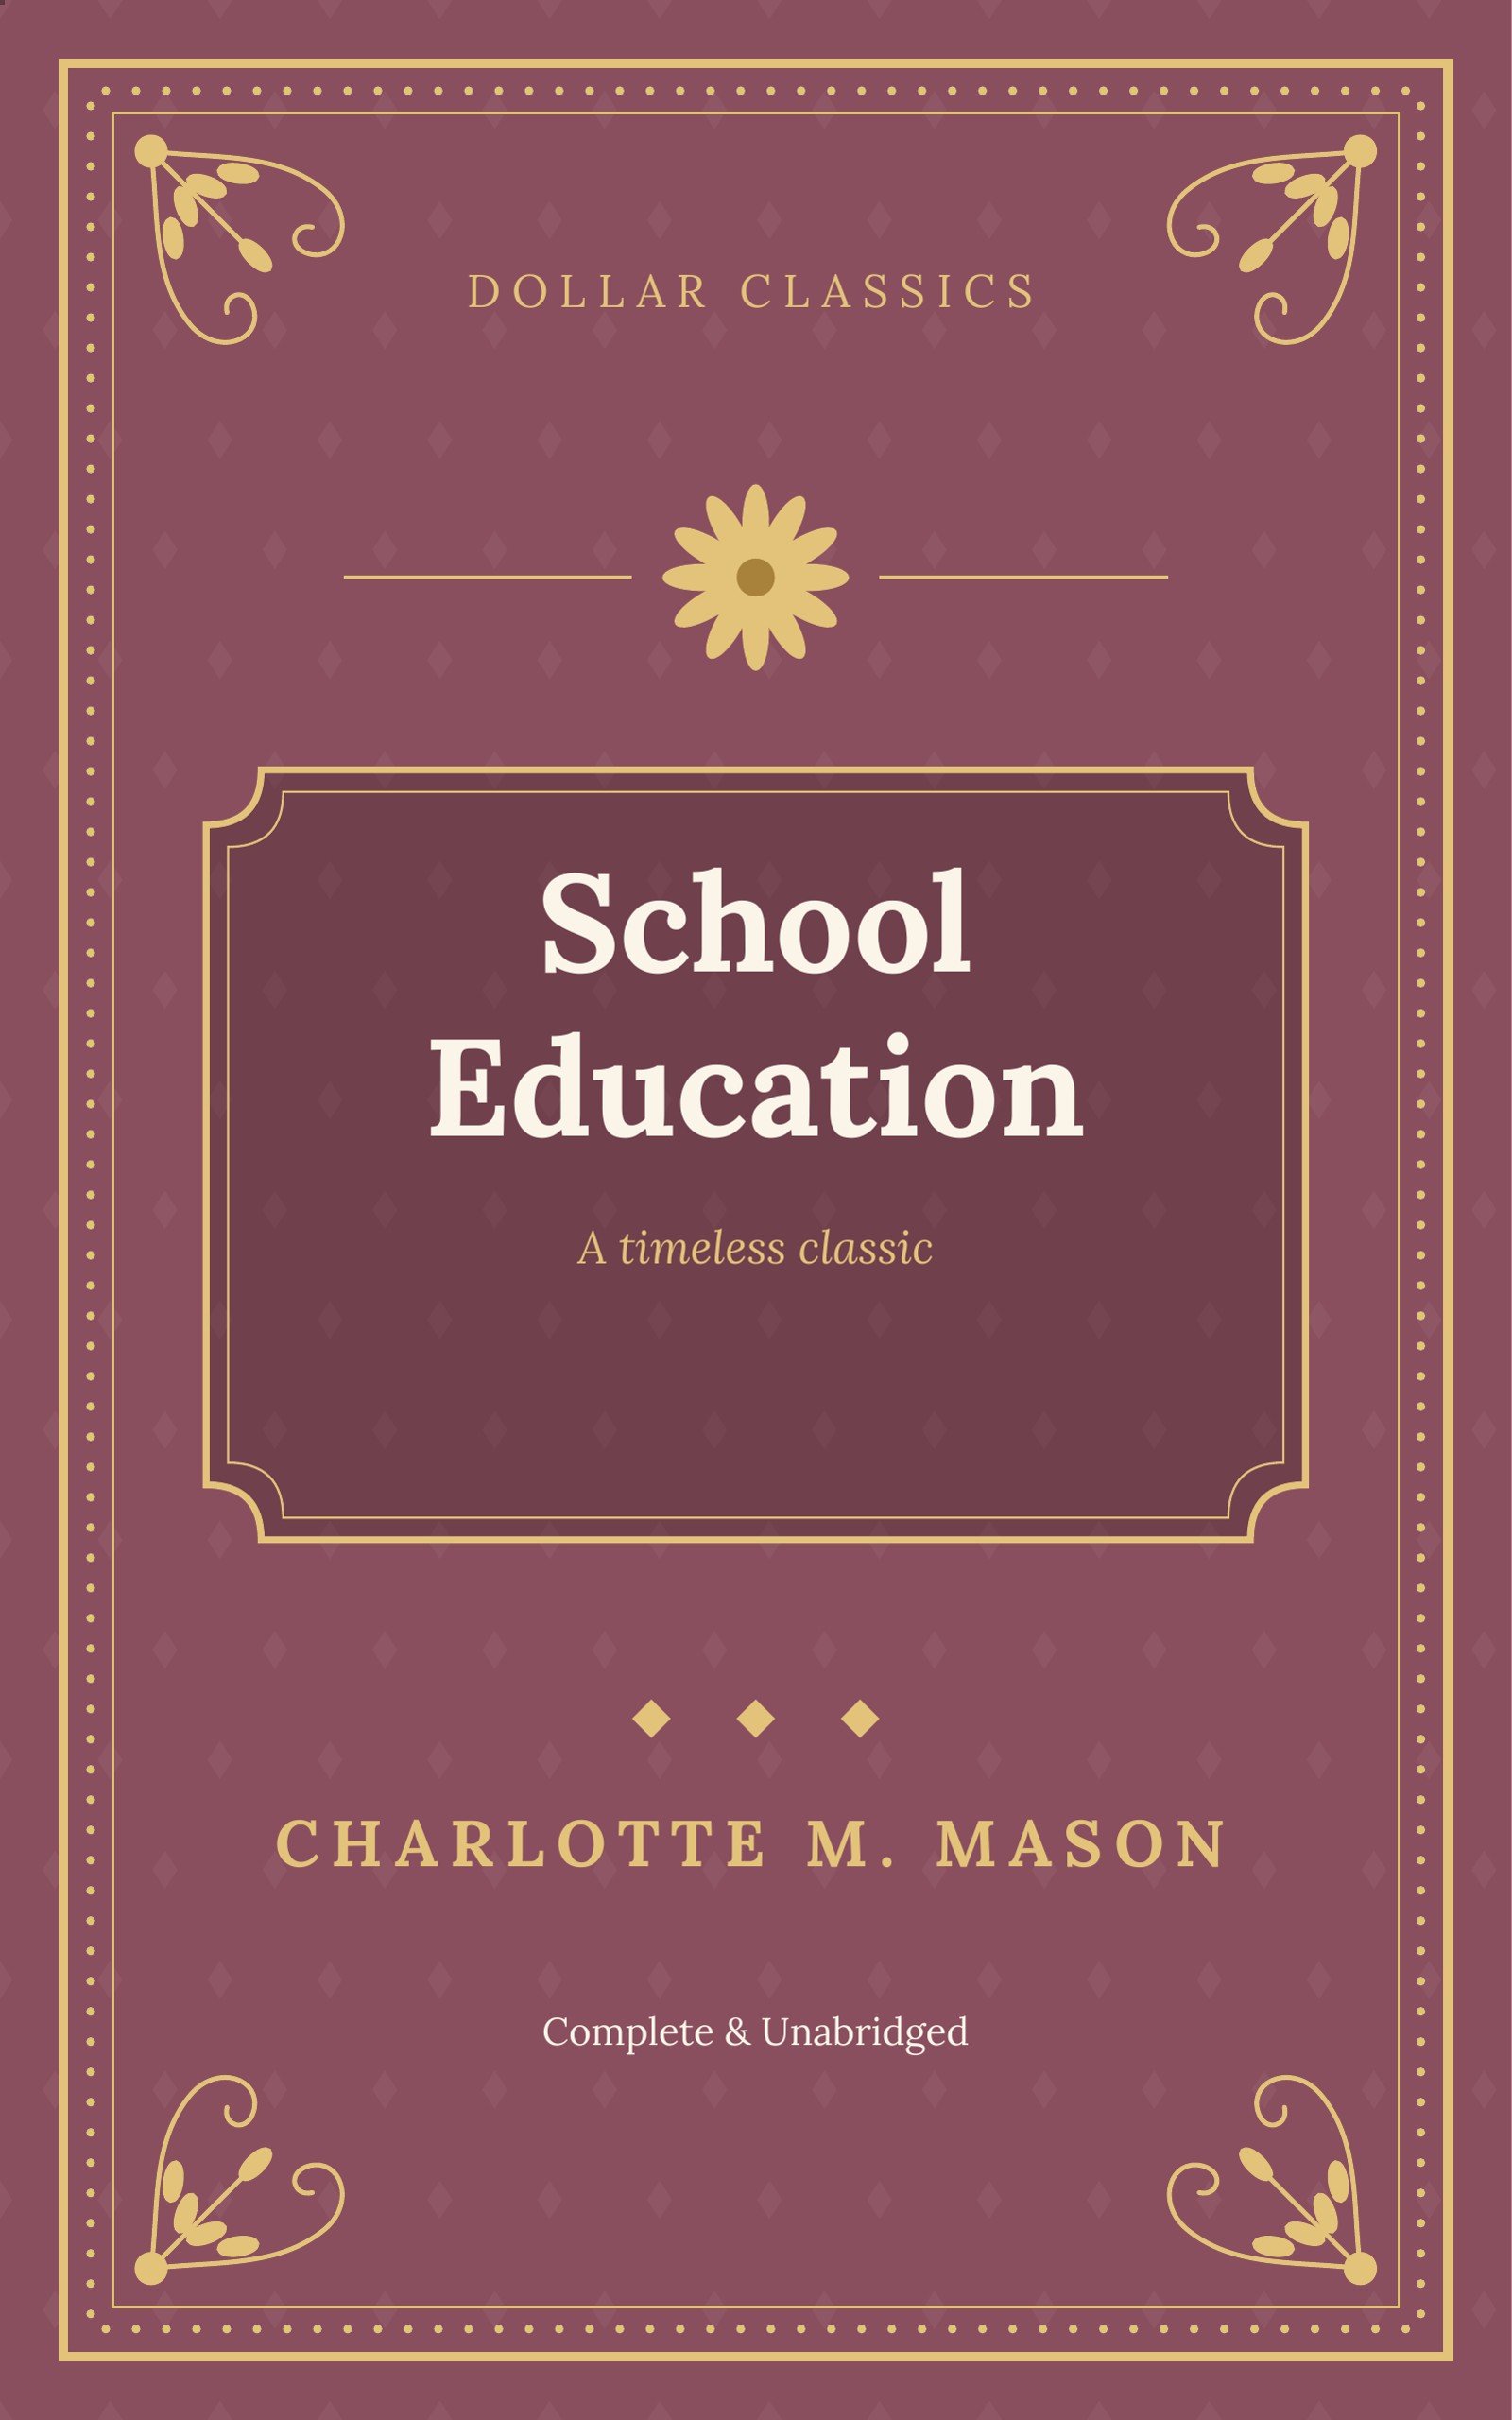 DOLLAR CLASSICS
School
Education
A timeless classic
CHARLOTTE M. MASON
Complete & Unabridged